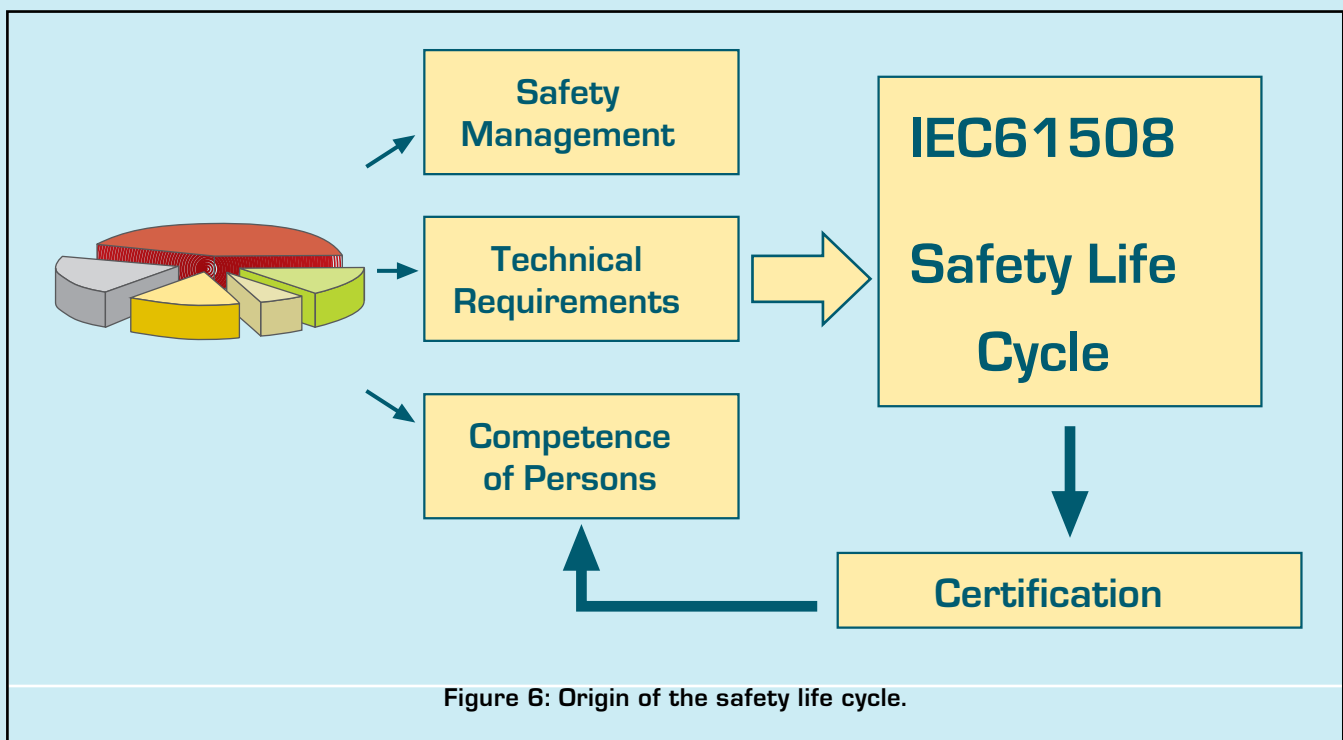 Safety
Management
Technical
Requirements
Competence
of Persons
IEC61508
Safety Life
Cycle
Certification
Figure 6: Origin of the safety life cycle.